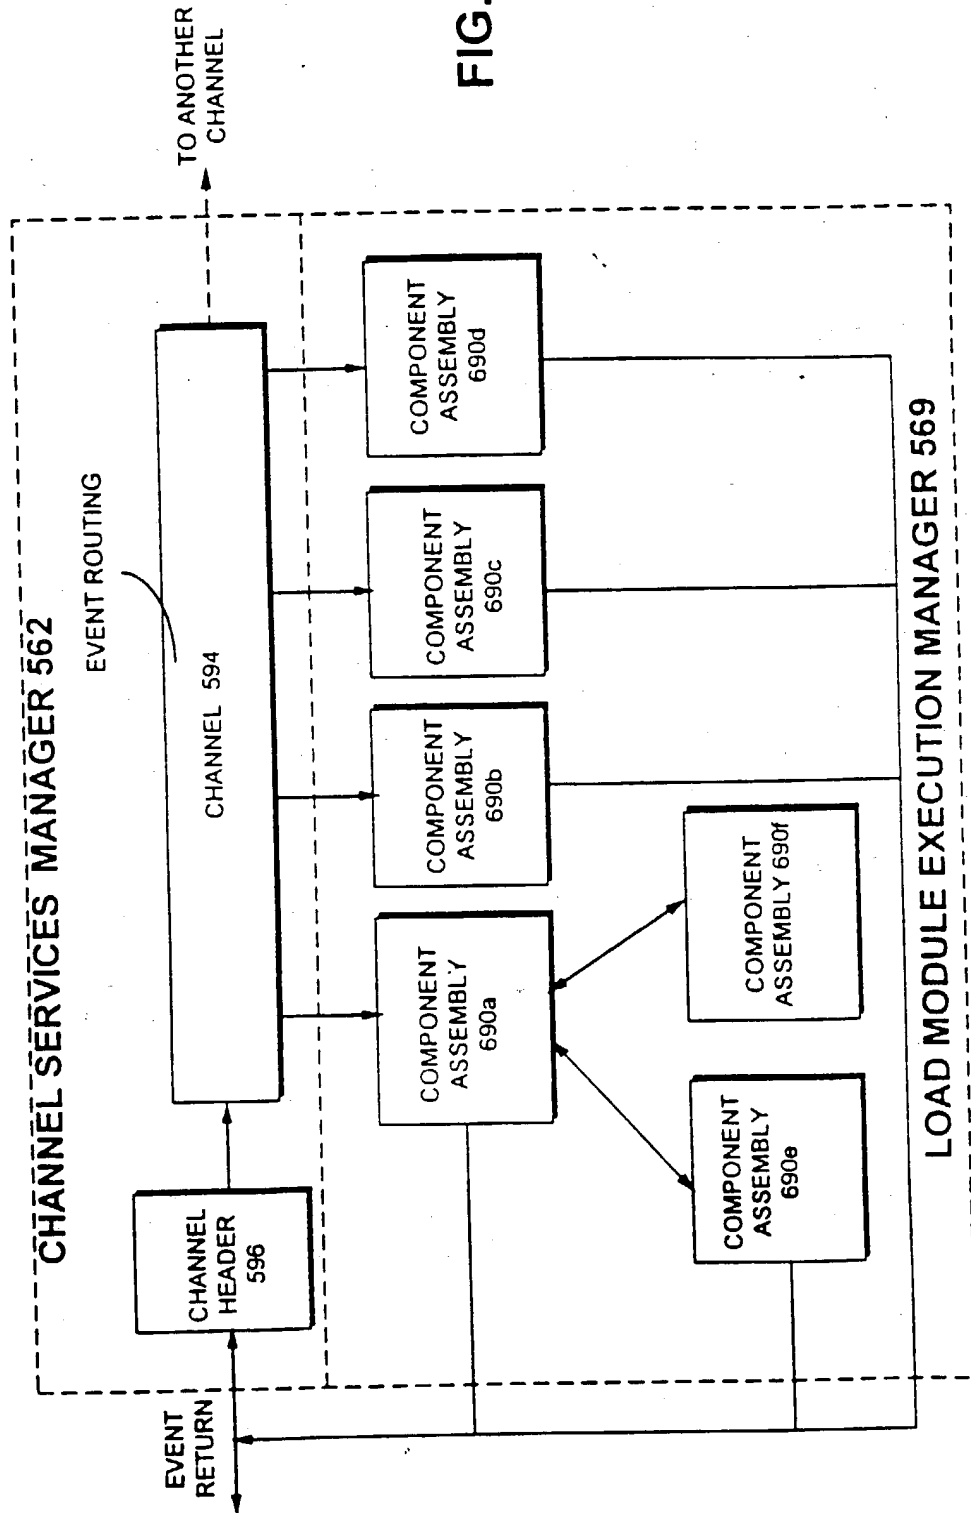 CHANNEL SERVICES MANAGER 562
EVENT ROUTING
TO ANOTHER
CHANNEL
EVENT
RETURN
CHANNEL
HEADER
596
CHANNEL 594
COMPONENT
ASSEMBLY
690a
COMPONENT
ASSEMBLY
690b
COMPONENT
ASSEMBLY
690c
COMPONENT
ASSEMBLY
690d
COMPONENT
ASSEMBLY
690e
COMPONENT
ASSEMBLY 690f
LOAD MODULE EXECUTION MANAGER 569
FIG.